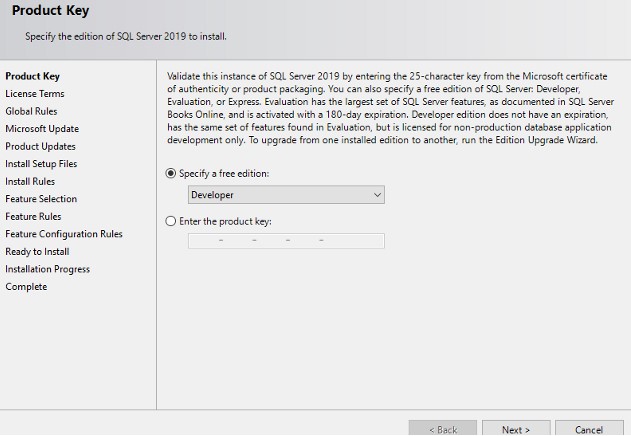 Product Key
Specify the edition of SQL Server 2019 to install.
Product Key
License Terms
Global Rules
Microsoft Update
Product Updates
Install Setup Files
Install Rules
Feature Selection
Feature Rules
Feature Configuration Rules
Ready to Install
Installation Progress
Complete
Validate this instance of SQL Server 2019 by entering the 25-character key from the Microsoft certificate
of authenticity or product packaging. You can also specify a free edition of SQL Server: Developer,
Evaluation, or Express. Evaluation has the largest set of SQL Server features, as documented in SQL Server
Books Online, and is activated with a 180-day expiration. Developer edition does not have an expiration,
has the same set of features found in Evaluation, but is licensed for non-production database application
development only. To upgrade from one installed edition to another, run the Edition Upgrade Wizard.
Specify a free edition:
Developer
Enter the product key:
- - - -
< Back Next > Cancel